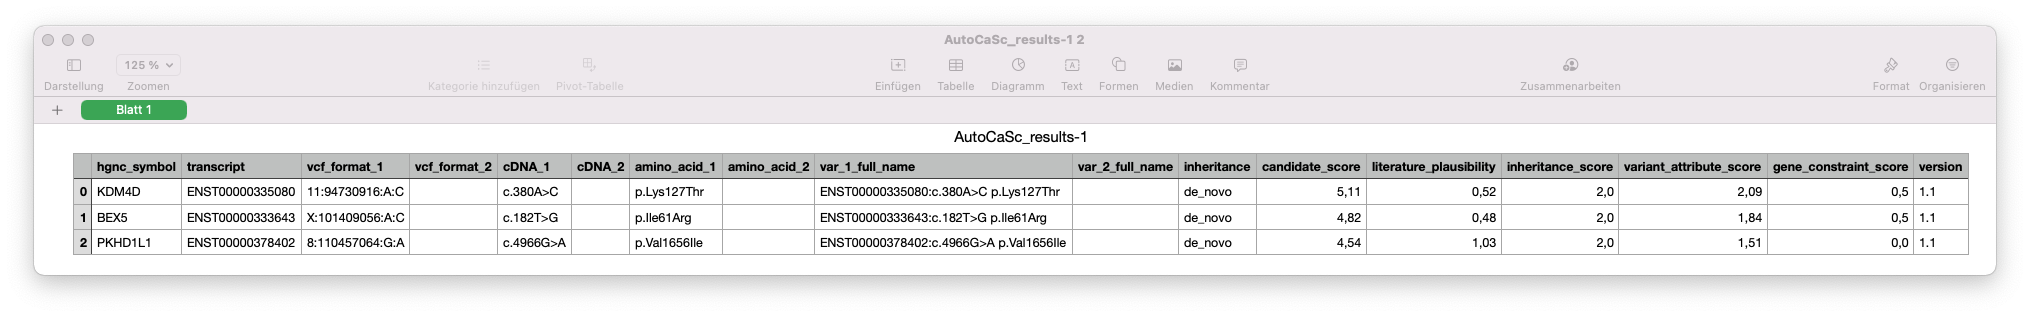 AutoCaSc_results-1 2
125 %
Darstellung Zoomen Kategorie hinzufügen Pivot-Tabelle Einfügen Tabelle Diagramm Text Formen Medien Kommentar Zusammenarbeiten Format Organisieren
+ Blatt 1
AutoCaSc_results-1
hgnc_symbol transcript vcf_format_1 vcf_format_2 cDNA_1 cDNA_2 amino_acid_1 amino_acid_2 var_1_full_name var_2_full_name inheritance candidate_score literature_plausibility inheritance_score variant_attribute_score gene_constraint_score version
0 KDM4D ENST00000335080 11:94730916:A:C c.380A>C p.Lys127Thr ENST00000335080:c.380A>C p.Lys127Thr de_novo 5,11 0,52 2,0 2,09 0,5 1.1
1 BEX5 ENST00000333643 X:101409056:A:C c.182T>G p.Ile61Arg ENST00000333643:c.182T>G p.Ile61Arg de_novo 4,82 0,48 2,0 1,84 0,5 1.1
2 PKHD1L1 ENST00000378402 8:110457064:G:A c.4966G>A p.Val1656Ile ENST00000378402:c.4966G>A p.Val1656Ile de_novo 4,54 1,03 2,0 1,51 0,0 1.1